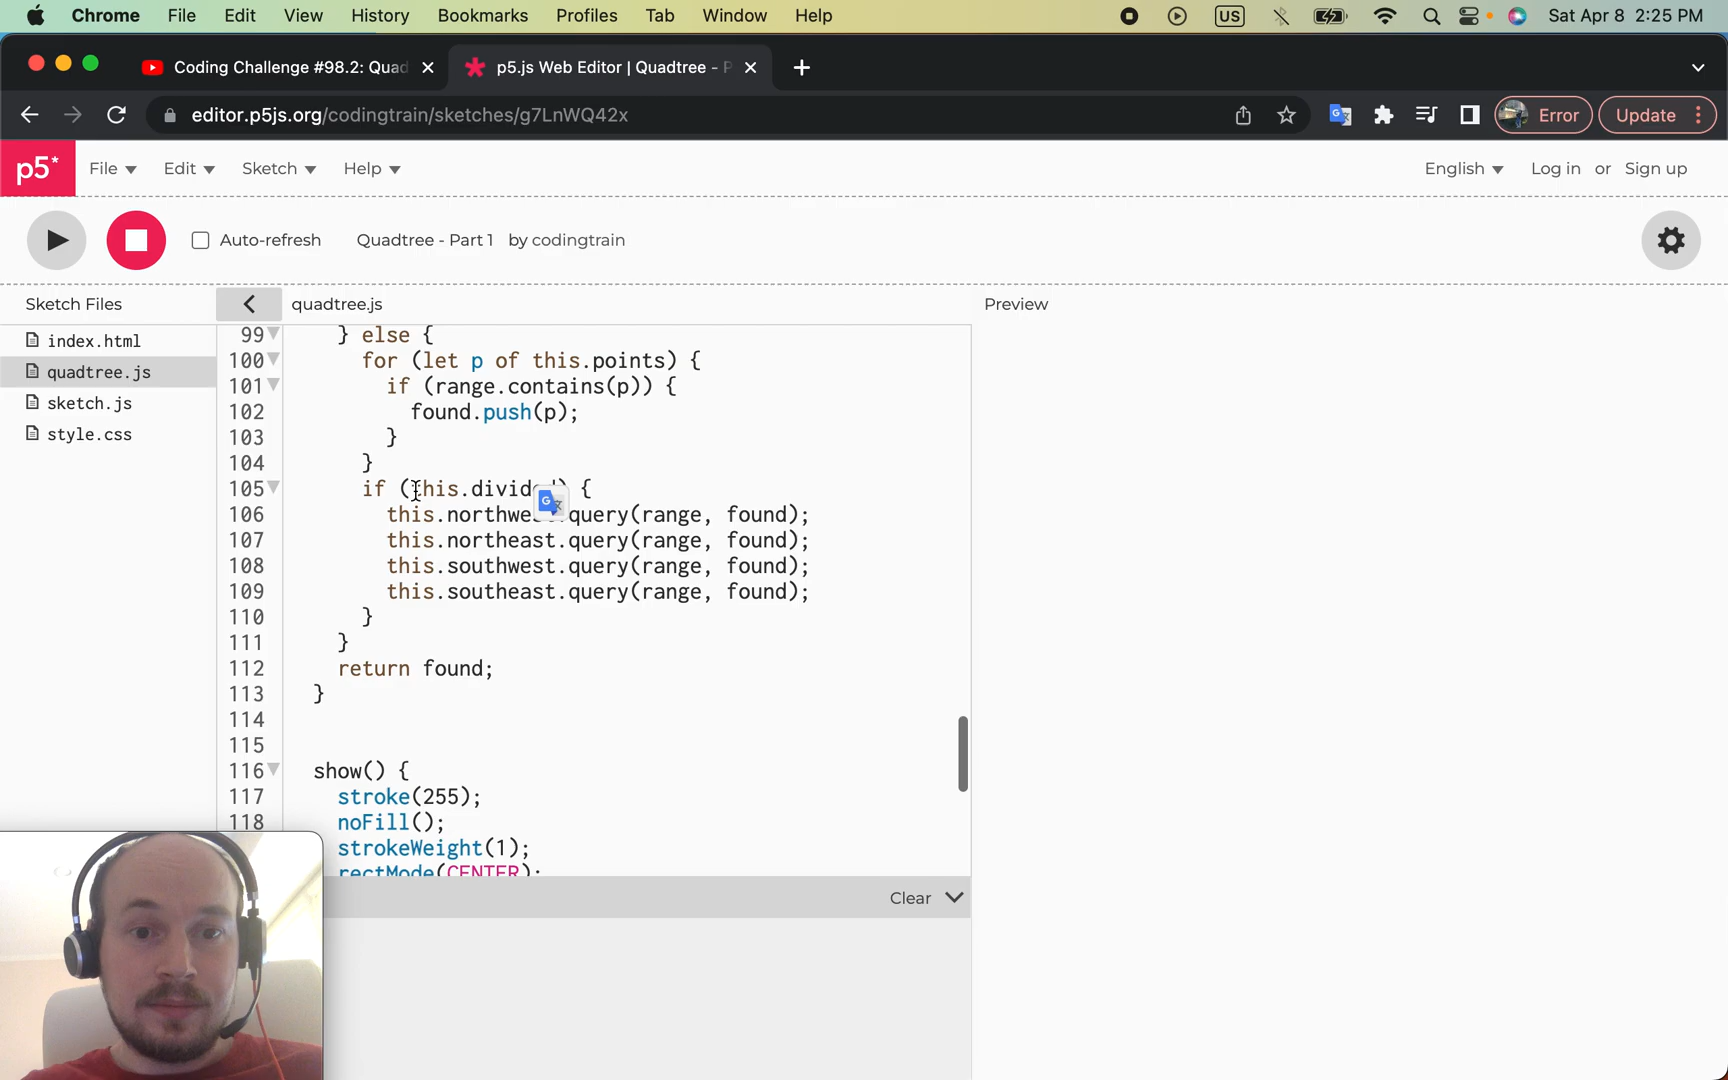 Chrome File Edit View History Bookmarks Profiles Tab Window Help US Sat Apr 8 2:25 PM
Coding Challenge #98.2: Quad p5.js Web Editor | Quadtree - P
editor.p5js.org/codingtrain/sketches/g7LnWQ42x Error Update
p5* File Edit Sketch Help English Log in or Sign up
Auto-refresh Quadtree - Part 1 by codingtrain
Sketch Files quadtree.js Preview
index.html
quadtree.js
sketch.js
style.css
99 } else {
100 for (let p of this.points) {
101 if (range.contains(p)) {
102 found.push(p);
103 }
104 }
105 if (this.divided) {
106 this.northwest.query(range, found);
107 this.northeast.query(range, found);
108 this.southwest.query(range, found);
109 this.southeast.query(range, found);
110 }
111 }
112 return found;
113 }
114
115
116 show() {
117 stroke(255);
118 noFill();
strokeWeight(1);
rectMode(CENTER);
Clear